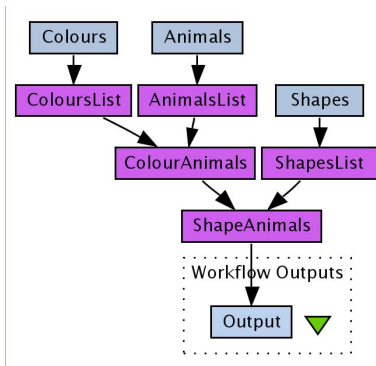 Colours
Animals
ColoursList
AnimalsList
Shapes
ColourAnimals
ShapesList
ShapeAnimals
Workflow Outputs
Output